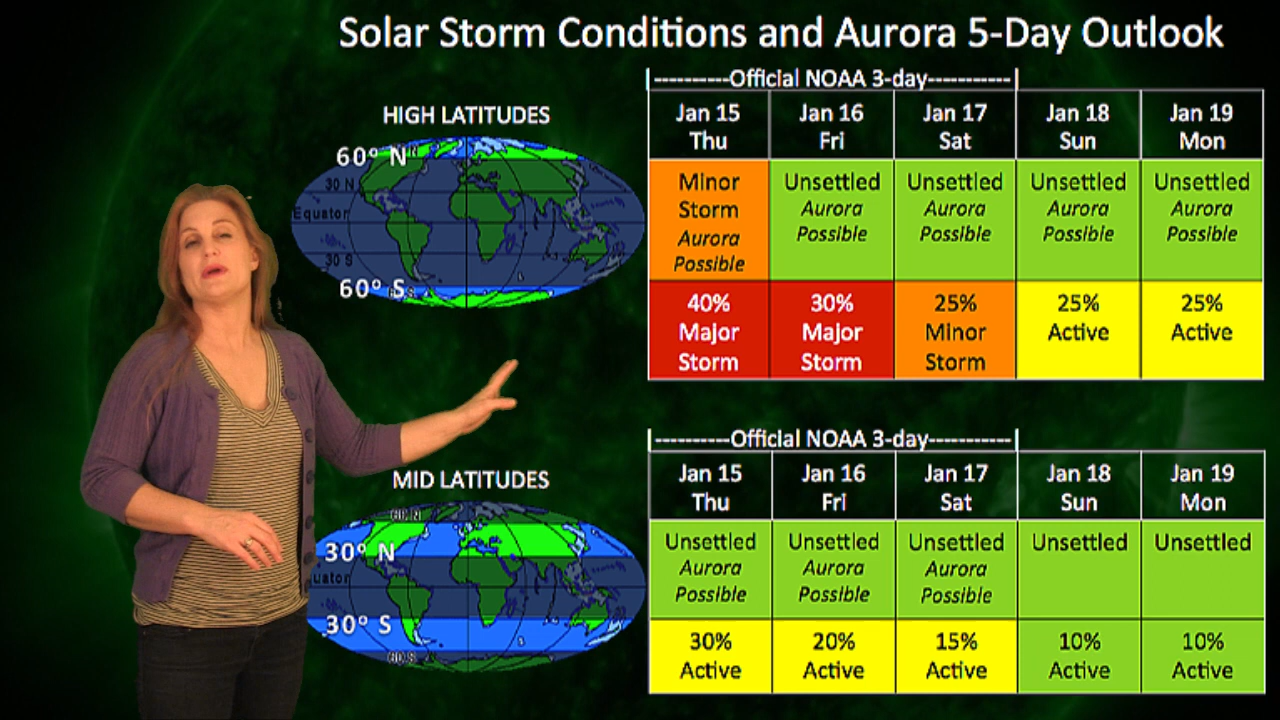 Solar Storm Conditions and Aurora 5-Day Outlook
HIGH LATITUDES
60° N
30 N
Equator
30 S
60° S
|----------Official NOAA 3-day-----------|
Jan 15 Jan 16 Jan 17 Jan 18 Jan 19
Thu Fri Sat Sun Mon
Minor Unsettled Unsettled Unsettled Unsettled
Storm Aurora Aurora Aurora Aurora
Aurora Possible Possible Possible Possible
Possible
40% 30% 25% 25% 25%
Major Major Minor Active Active
Storm Storm Storm
MID LATITUDES
60 N
30° N
uator
30° S
60 S
|----------Official NOAA 3-day-----------|
Jan 15 Jan 16 Jan 17 Jan 18 Jan 19
Thu Fri Sat Sun Mon
Unsettled Unsettled Unsettled Unsettled Unsettled
Aurora Aurora Aurora
Possible Possible Possible
30% 20% 15% 10% 10%
Active Active Active Active Active